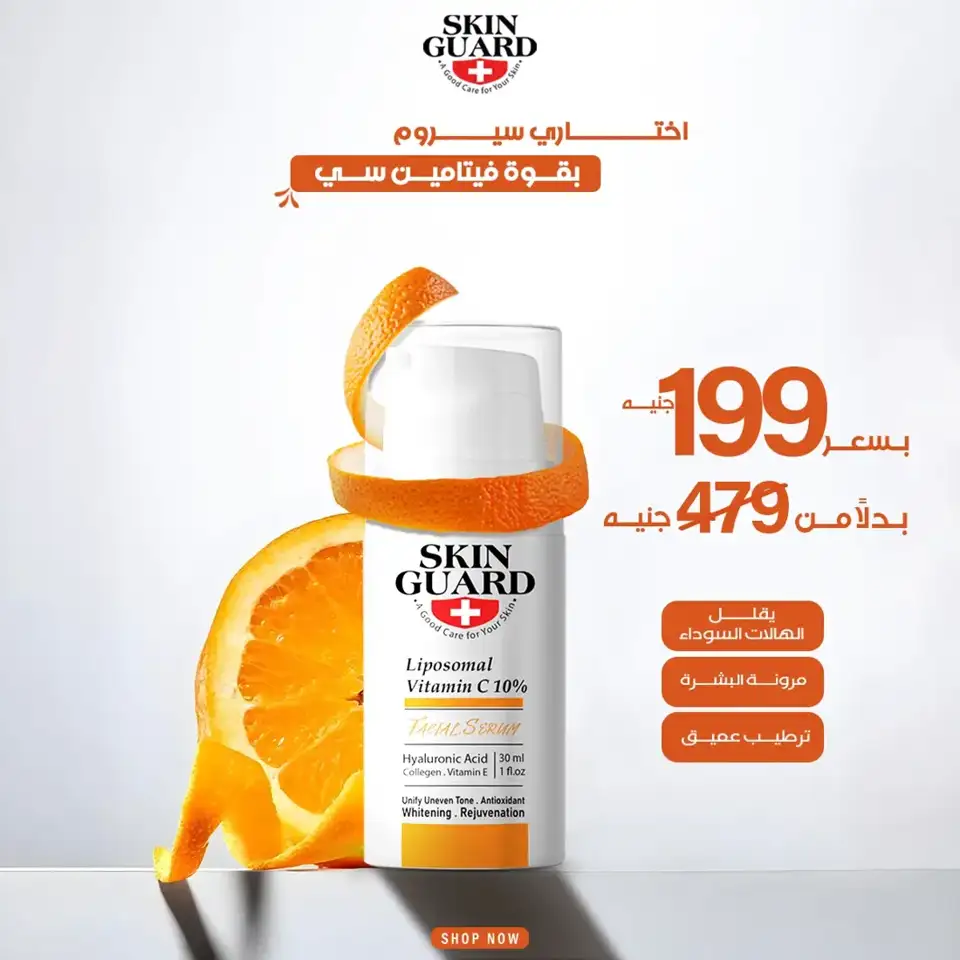 SKIN
GUARD
A Good Care for Your Skin
اختاري سيروم
بقوة فيتامين سي
بسعر 199 جنيه
بدلًا من 479 جنيه
يقلل
الهالات السوداء
مرونة البشرة
ترطيب عميق
SKIN
GUARD
A Good Care for Your Skin
Liposomal
Vitamin C 10%
FACIAL SERUM
Hyaluronic Acid | 30 ml
Collagen . Vitamin E | 1 fl.oz
Unify Uneven Tone . Antioxidant
Whitening . Rejuvenation
SHOP NOW